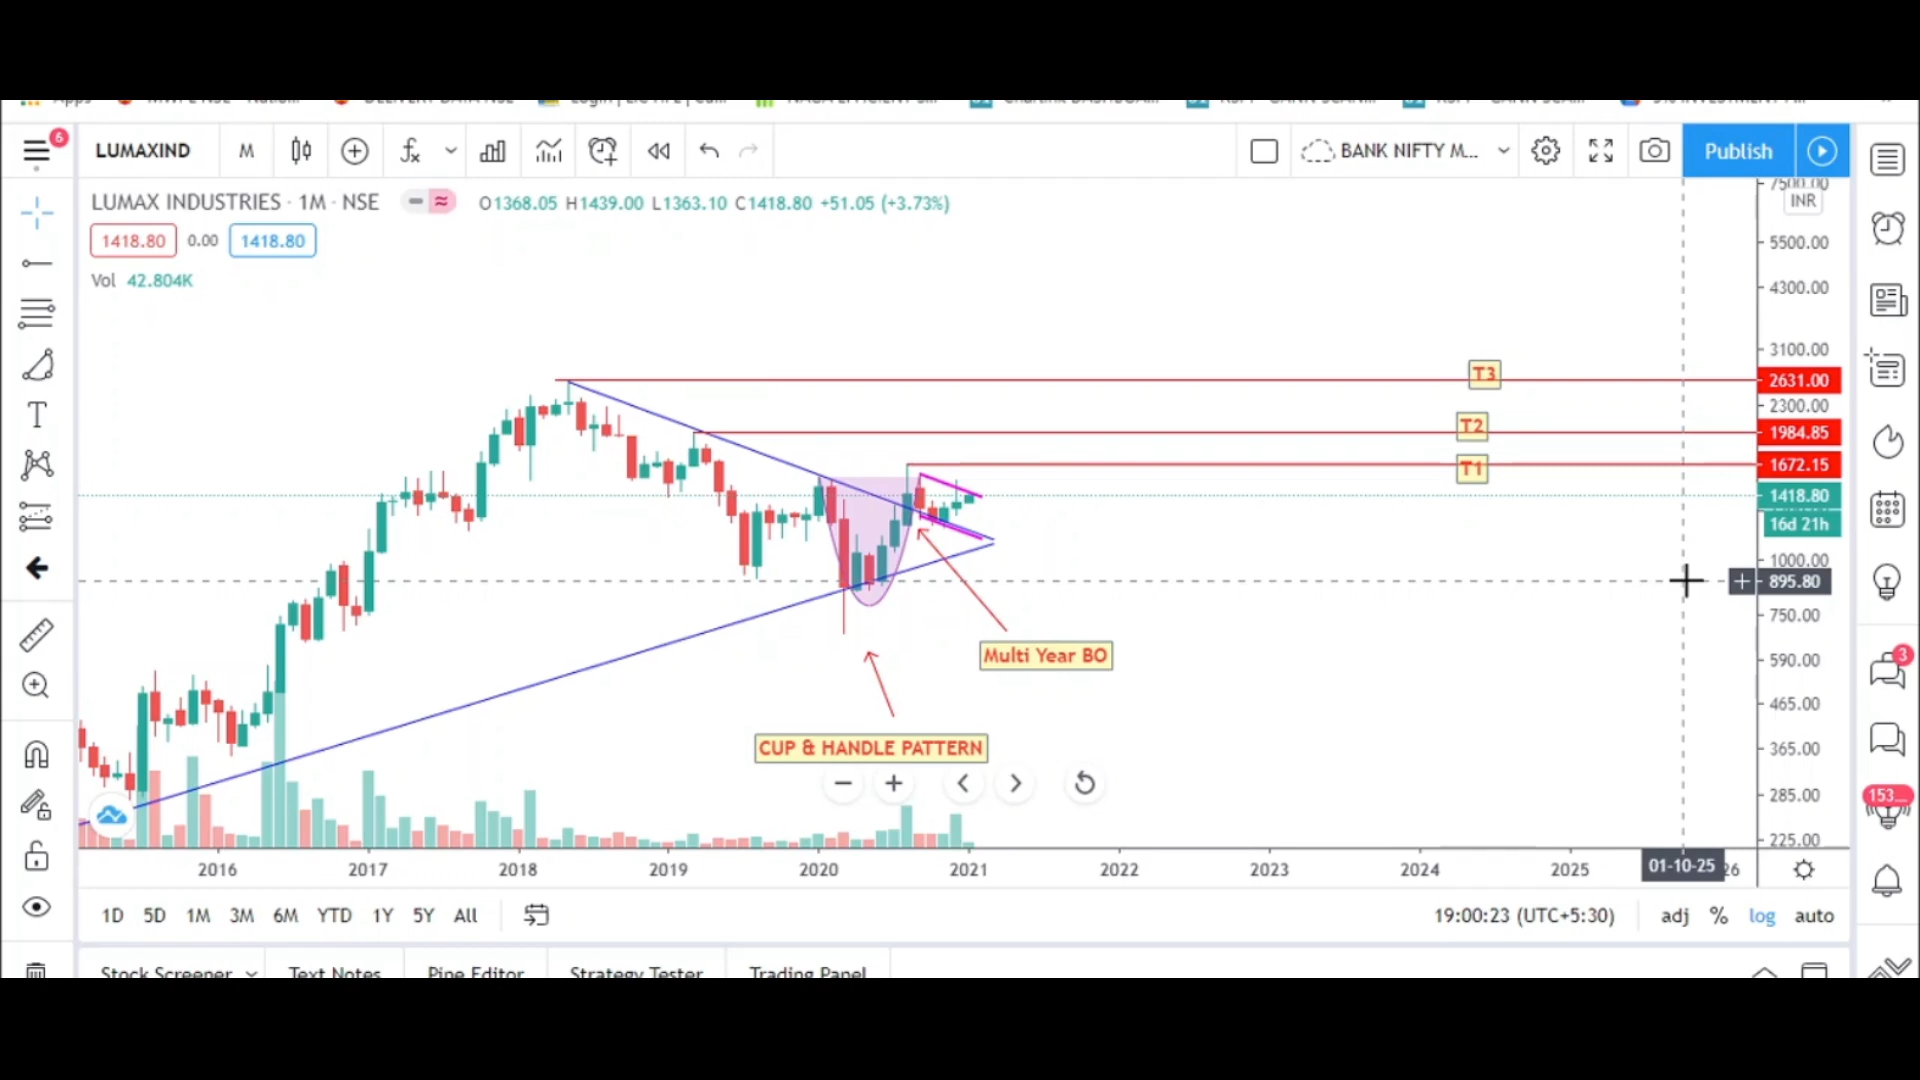 6
LUMAXIND M BANK NIFTY M... Publish
LUMAX INDUSTRIES · 1M · NSE O1368.05 H1439.00 L1363.10 C1418.80 +51.05 (+3.73%)
1418.80 0.00 1418.80
Vol 42.804K
7500.00
INR
5500.00
4300.00
3100.00
T3
2631.00
2300.00
T2
1984.85
T1
1672.15
1418.80
16d 21h
1000.00
895.80
750.00
Multi Year BO
590.00
3
465.00
CUP & HANDLE PATTERN
365.00
285.00
153...
225.00
2016 2017 2018 2019 2020 2021 2022 2023 2024 2025 01-10-25 26
1D 5D 1M 3M 6M YTD 1Y 5Y All 19:00:23 (UTC+5:30) adj % log auto
Stock Screener Text Notes Pine Editor Strategy Tester Trading Panel